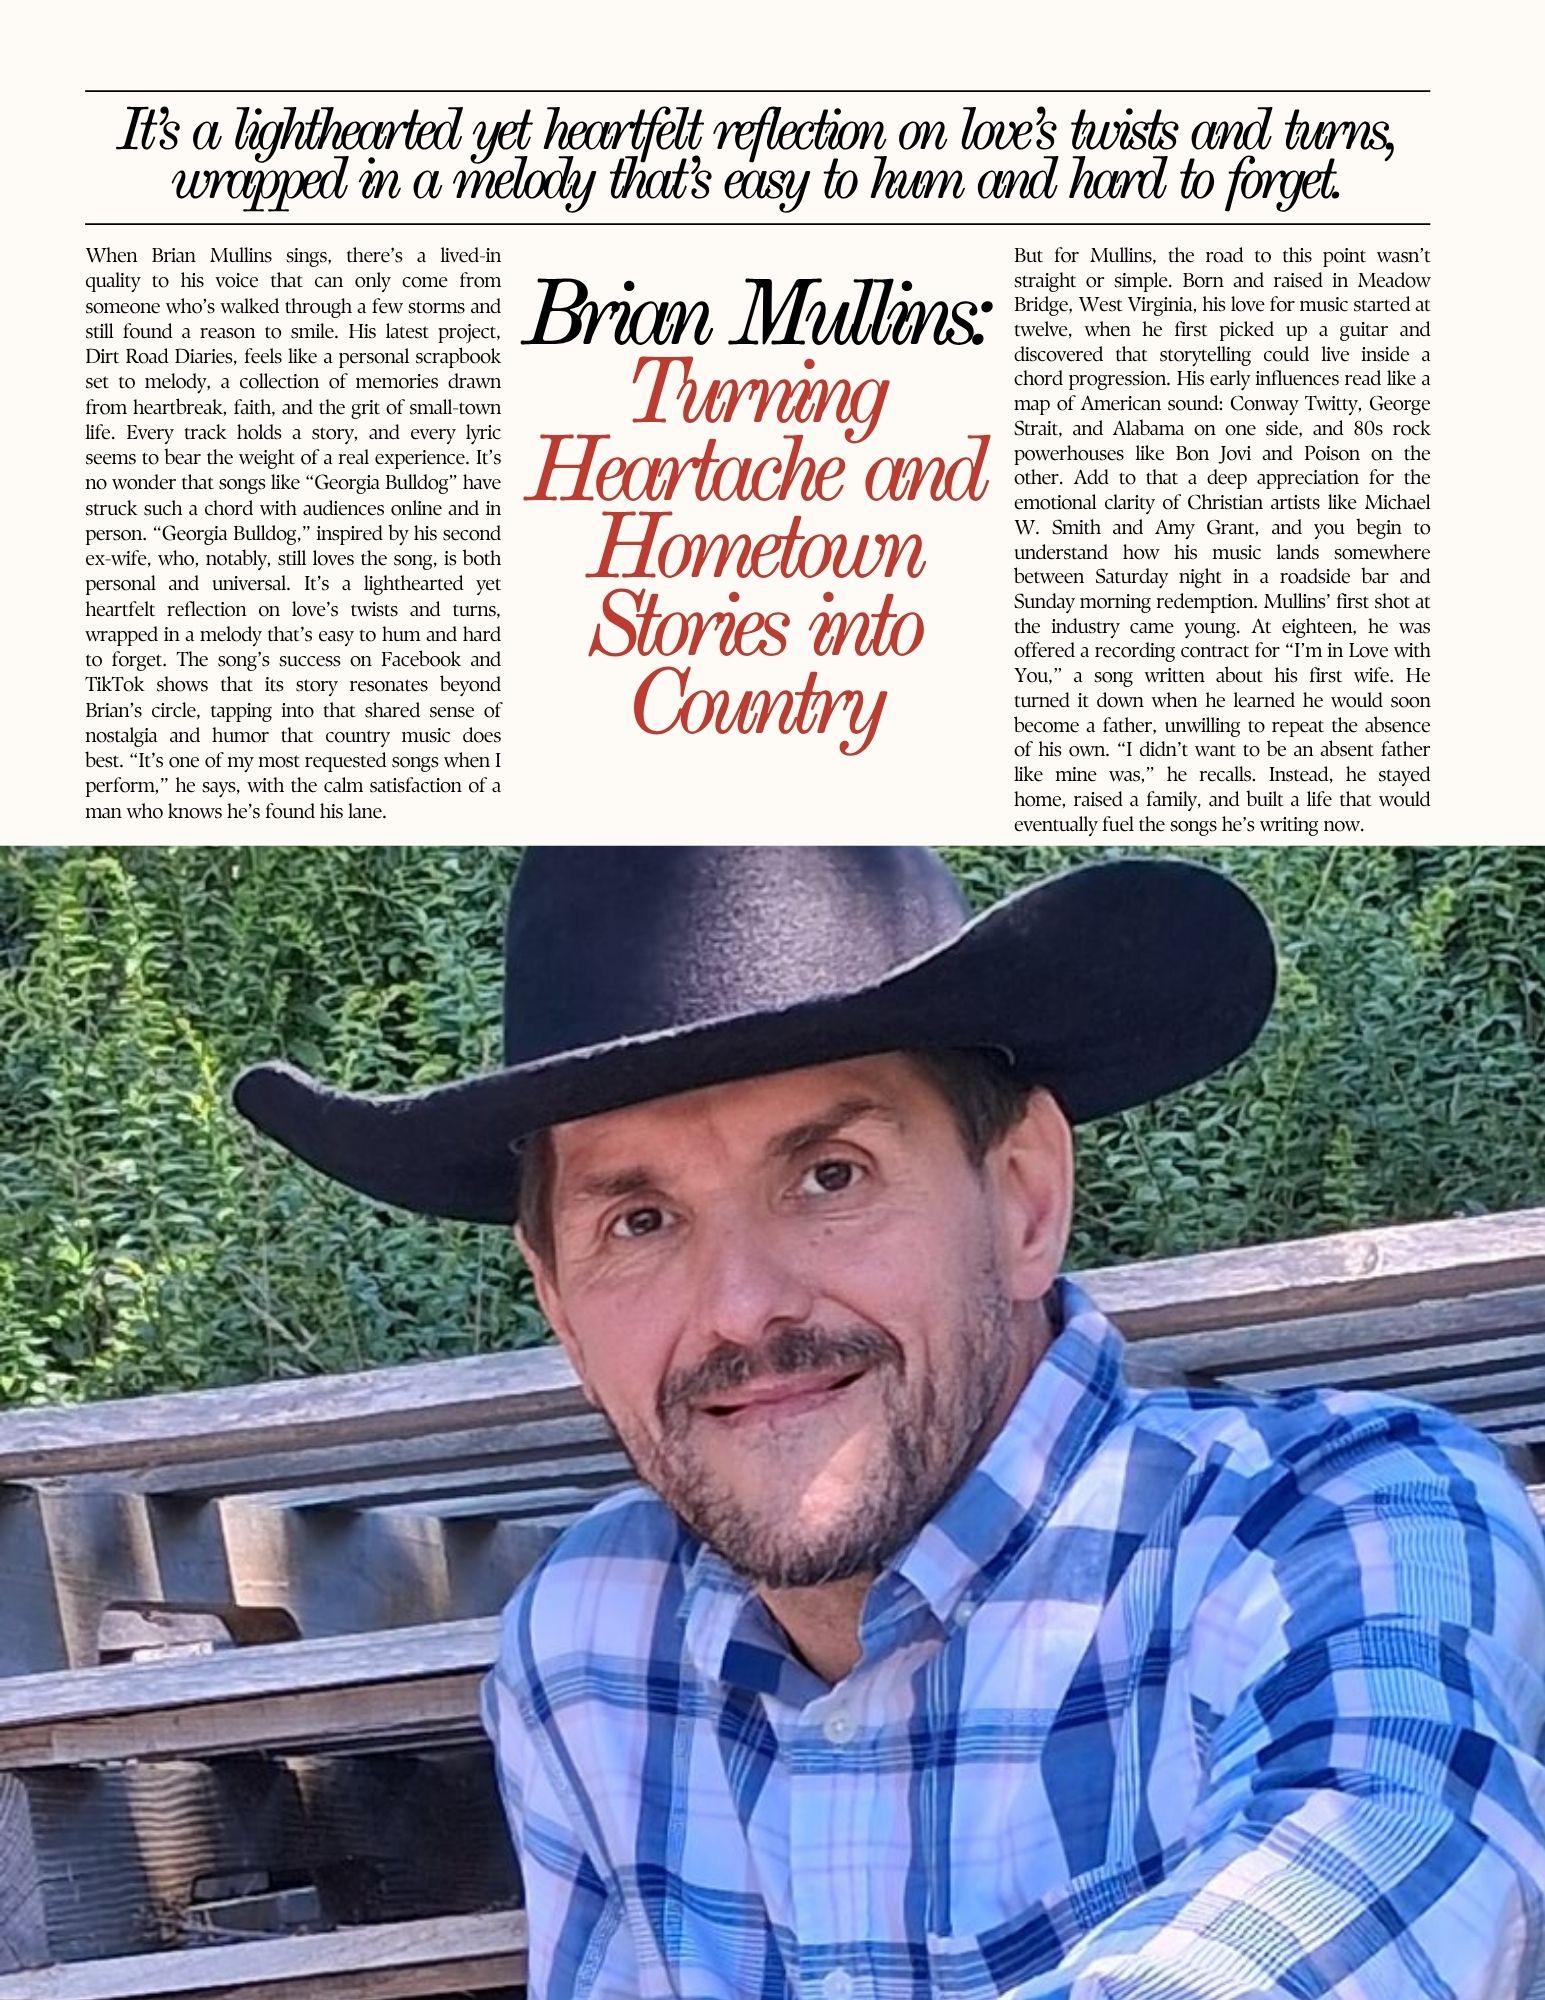 It's a lighthearted yet heartfelt reflection on love's twists and turns,
wrapped in a melody that's easy to hum and hard to forget.
When Brian Mullins sings, there's a lived-in
quality to his voice that can only come from
someone who's walked through a few storms and
still found a reason to smile. His latest project,
Dirt Road Diaries, feels like a personal scrapbook
set to melody, a collection of memories drawn
from heartbreak, faith, and the grit of small-town
life. Every track holds a story, and every lyric
seems to bear the weight of a real experience. It's
no wonder that songs like “Georgia Bulldog” have
struck such a chord with audiences online and in
person. “Georgia Bulldog,” inspired by his second
ex-wife, who, notably, still loves the song, is both
personal and universal. It's a lighthearted yet
heartfelt reflection on love's twists and turns,
wrapped in a melody that's easy to hum and hard
to forget. The song's success on Facebook and
TikTok shows that its story resonates beyond
Brian's circle, tapping into that shared sense of
nostalgia and humor that country music does
best. “It's one of my most requested songs when I
perform,” he says, with the calm satisfaction of a
man who knows he's found his lane.
Brian Mullins:
Turning
Heartache and
Hometown
Stories into
Country
But for Mullins, the road to this point wasn't
straight or simple. Born and raised in Meadow
Bridge, West Virginia, his love for music started at
twelve, when he first picked up a guitar and
discovered that storytelling could live inside a
chord progression. His early influences read like a
map of American sound: Conway Twitty, George
Strait, and Alabama on one side, and 80s rock
powerhouses like Bon Jovi and Poison on the
other. Add to that a deep appreciation for the
emotional clarity of Christian artists like Michael
W. Smith and Amy Grant, and you begin to
understand how his music lands somewhere
between Saturday night in a roadside bar and
Sunday morning redemption. Mullins' first shot at
the industry came young. At eighteen, he was
offered a recording contract for “I'm in Love with
You,” a song written about his first wife. He
turned it down when he learned he would soon
become a father, unwilling to repeat the absence
of his own. “I didn't want to be an absent father
like mine was,” he recalls. Instead, he stayed
home, raised a family, and built a life that would
eventually fuel the songs he's writing now.